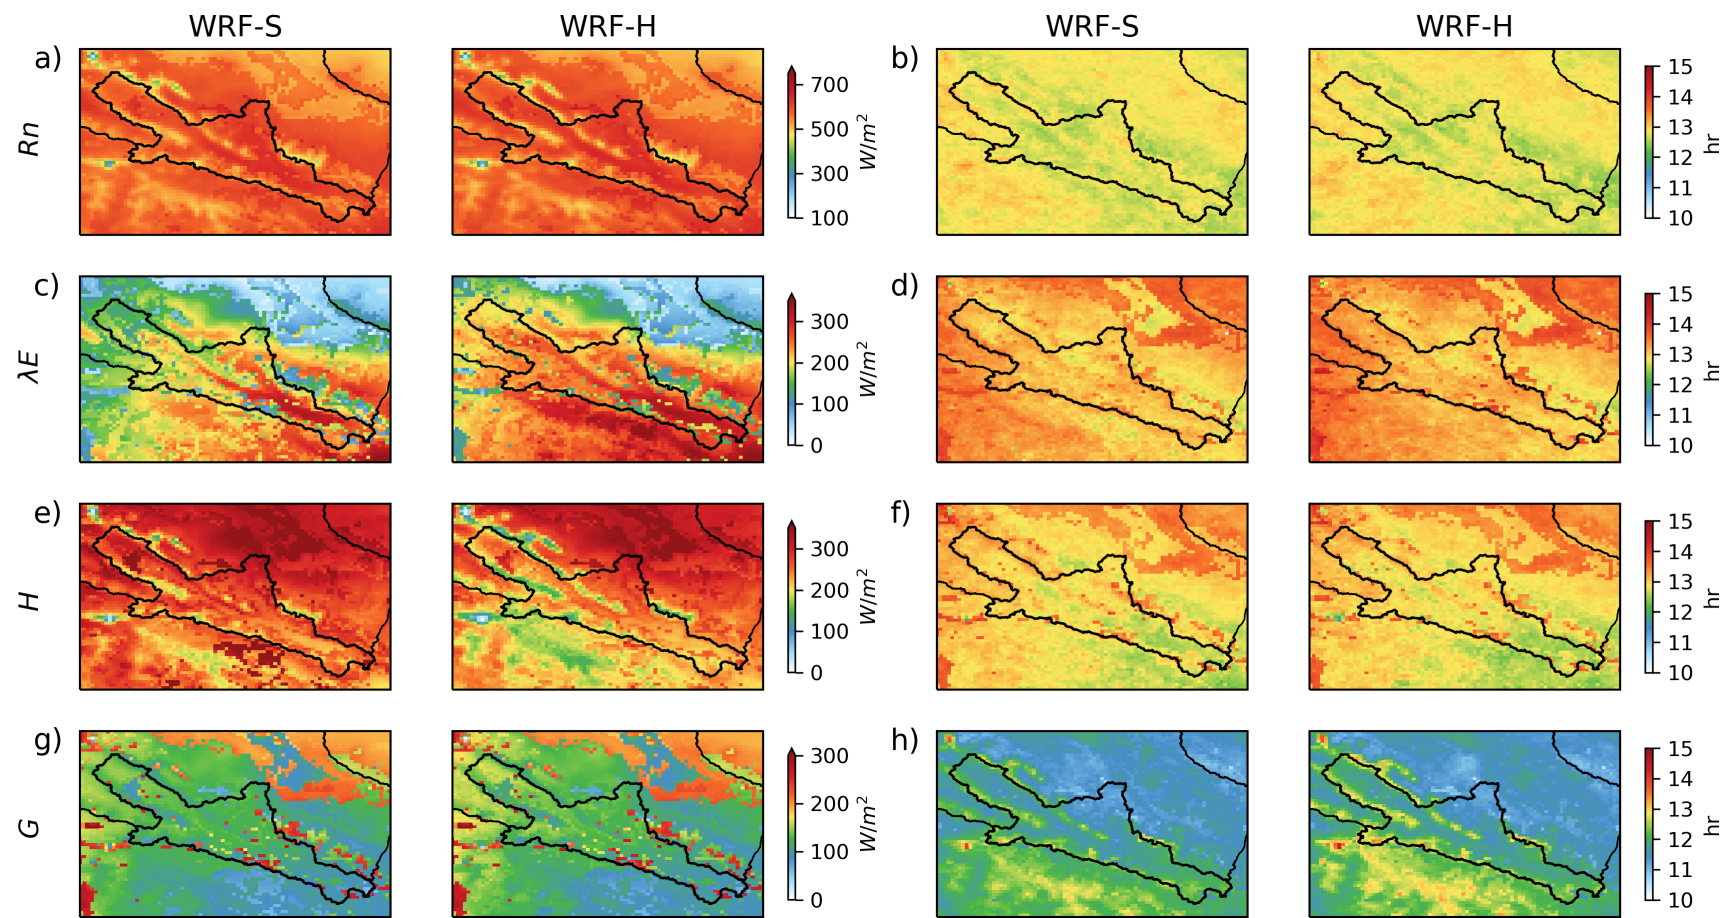 WRF-S WRF-H WRF-S WRF-H
a) Rn 700 500 300 100 W/m² b) 15 14 13 12 11 10 hr
c) λE 300 200 100 0 W/m² d) 15 14 13 12 11 10 hr
e) H 300 200 100 0 W/m² f) 15 14 13 12 11 10 hr
g) G 300 200 100 0 W/m² h) 15 14 13 12 11 10 hr